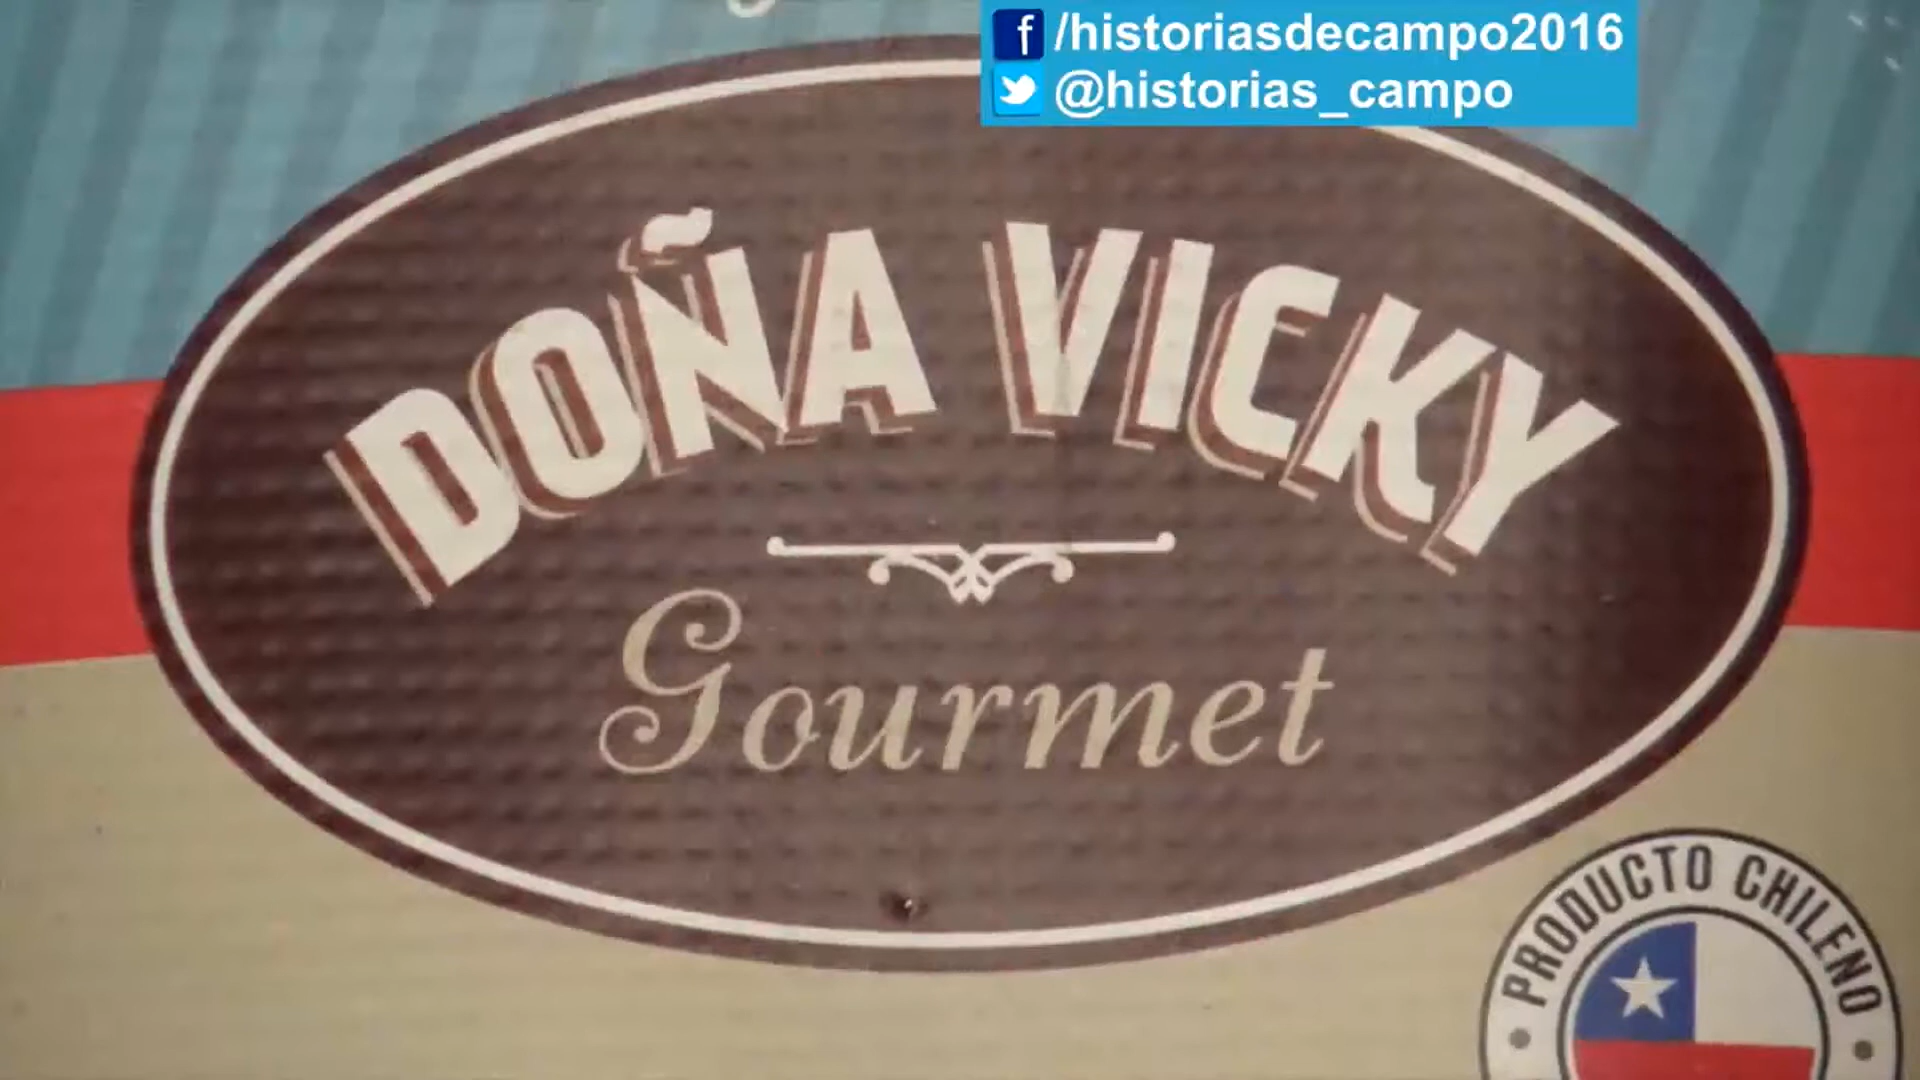 /historiasdecampo2016
@historias_campo
DOÑA VICKY
Gourmet
PRODUCTO CHILENO